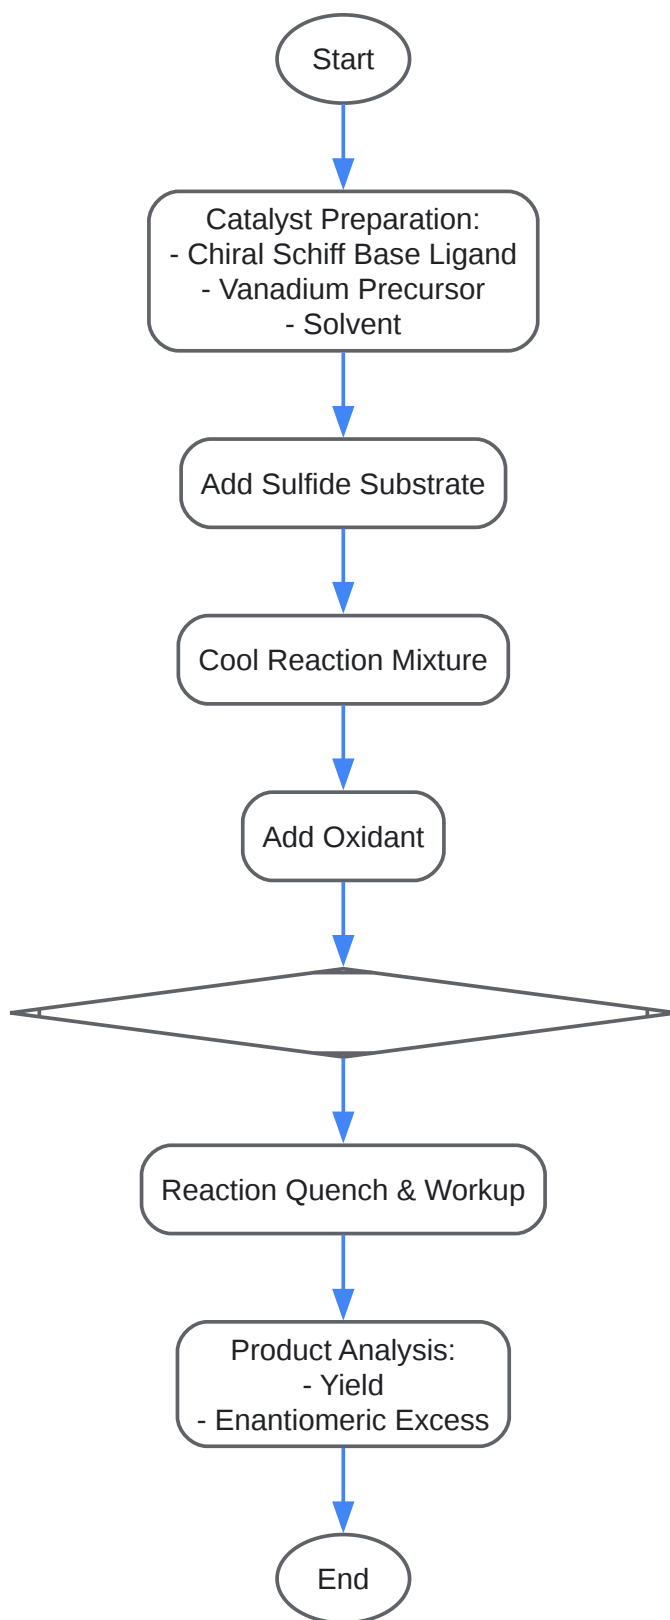 Start
Catalyst Preparation:
- Chiral Schiff Base Ligand
- Vanadium Precursor
- Solvent
Add Sulfide Substrate
Cool Reaction Mixture
Add Oxidant
Reaction Quench & Workup
Product Analysis:
- Yield
- Enantiomeric Excess
End